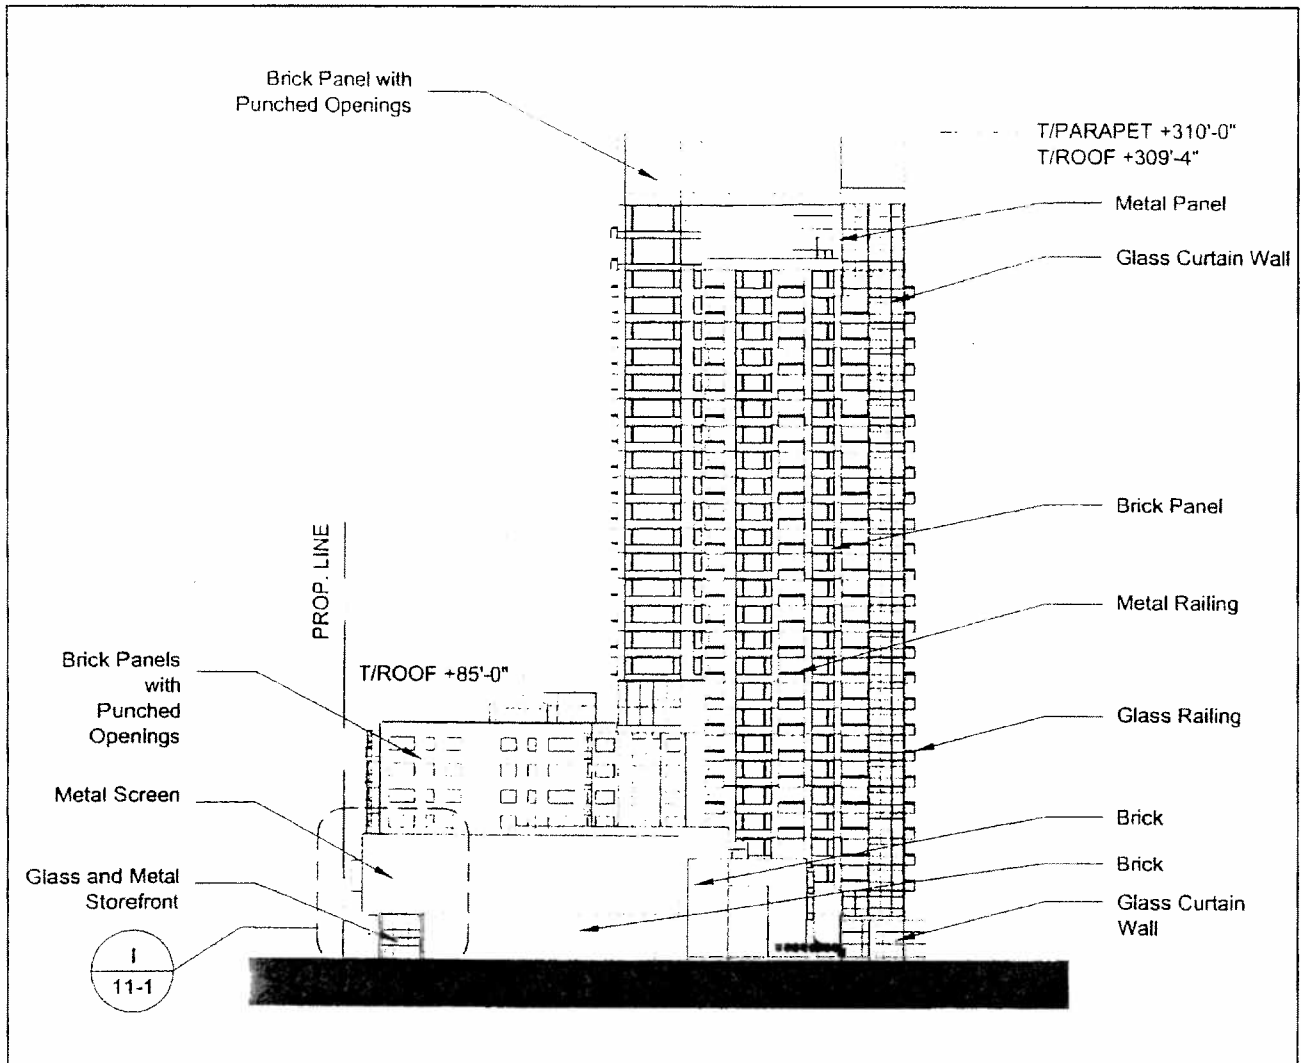 Brick Panel with
Punched Openings
T/PARAPET +310'-0"
T/ROOF +309'-4"
Metal Panel
Glass Curtain Wall
Brick Panel
PROP. LINE
Metal Railing
Brick Panels
with
Punched
Openings
T/ROOF +85'-0"
Glass Railing
Metal Screen
Brick
Brick
Glass and Metal
Storefront
Glass Curtain
Wall
I
11-1